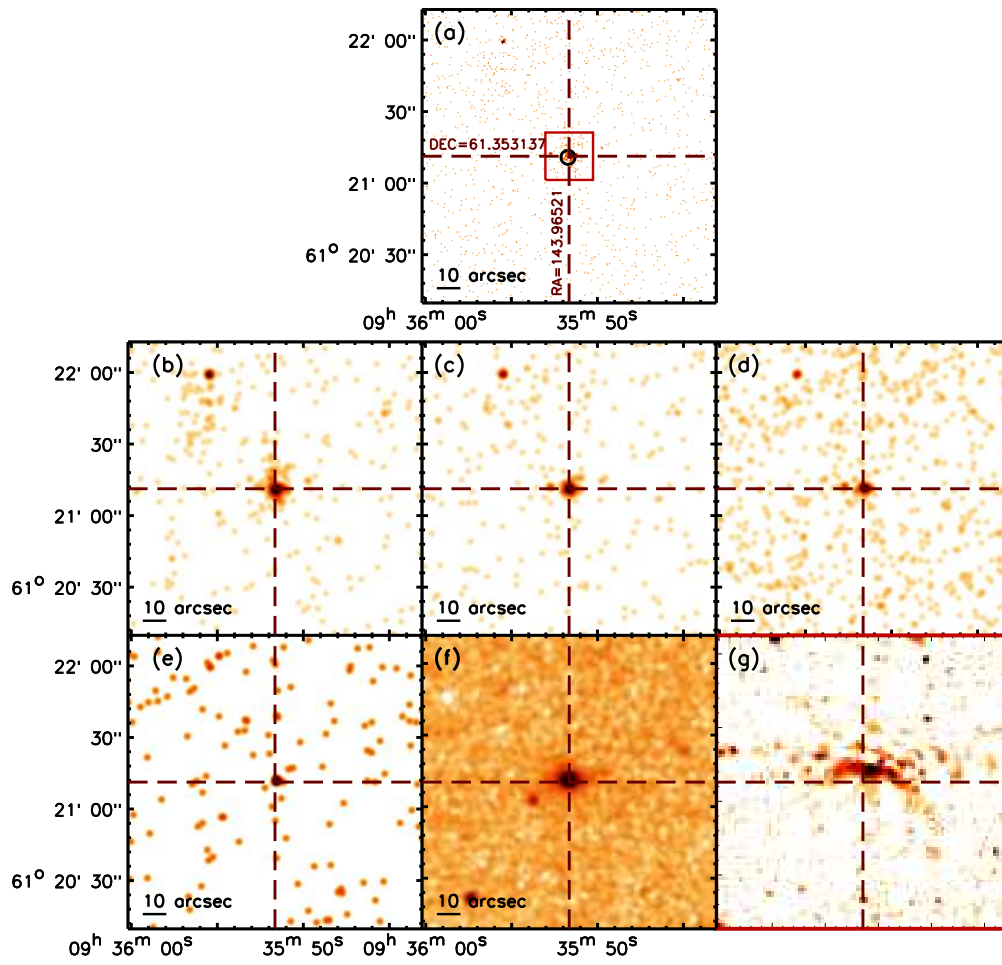 (a)
22' 00"
30"
DEC=61.353137
21' 00"
RA=143.96521
61° 20' 30"
10 arcsec
09h 36m 00s 35m 50s
(b) (c) (d)
22' 00"
30"
21' 00"
61° 20' 30"
10 arcsec 10 arcsec 10 arcsec
(e) (f) (g)
22' 00"
30"
21' 00"
61° 20' 30"
10 arcsec 10 arcsec
09h 36m 00s 35m 50s 09h 36m 00s 35m 50s